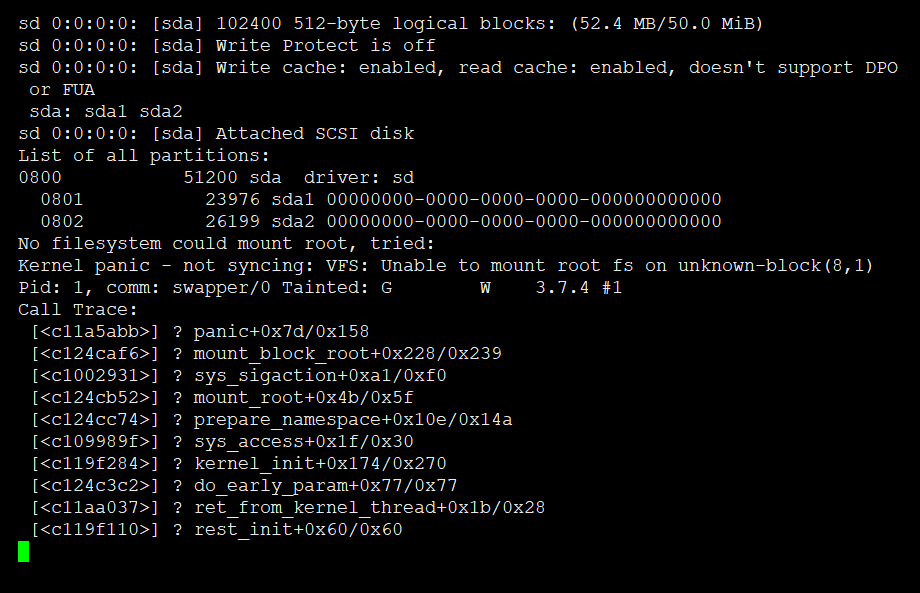 sd 0:0:0:0: [sda] 102400 512-byte logical blocks: (52.4 MB/50.0 MiB)
sd 0:0:0:0: [sda] Write Protect is off
sd 0:0:0:0: [sda] Write cache: enabled, read cache: enabled, doesn't support DPO
 or FUA
 sda: sda1 sda2
sd 0:0:0:0: [sda] Attached SCSI disk
List of all partitions:
0800           51200 sda  driver: sd
  0801           23976 sda1 00000000-0000-0000-0000-000000000000
  0802           26199 sda2 00000000-0000-0000-0000-000000000000
No filesystem could mount root, tried:
Kernel panic - not syncing: VFS: Unable to mount root fs on unknown-block(8,1)
Pid: 1, comm: swapper/0 Tainted: G        W    3.7.4 #1
Call Trace:
 [<c11a5abb>] ? panic+0x7d/0x158
 [<c124caf6>] ? mount_block_root+0x228/0x239
 [<c1002931>] ? sys_sigaction+0xa1/0xf0
 [<c124cb52>] ? mount_root+0x4b/0x5f
 [<c124cc74>] ? prepare_namespace+0x10e/0x14a
 [<c109989f>] ? sys_access+0x1f/0x30
 [<c119f284>] ? kernel_init+0x174/0x270
 [<c124c3c2>] ? do_early_param+0x77/0x77
 [<c11aa037>] ? ret_from_kernel_thread+0x1b/0x28
 [<c119f110>] ? rest_init+0x60/0x60